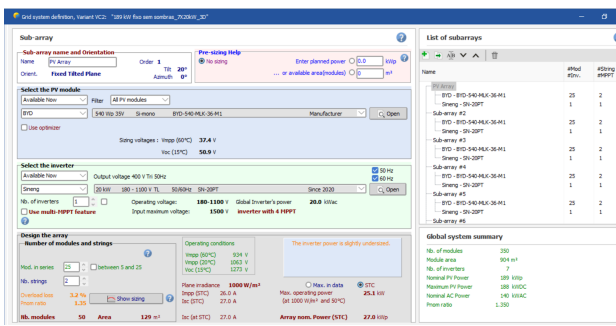 Grid system definition, Variant VC2: "189 kW foo sem sombras_7X20kW_3D"
Sub-array
Sub-array name and Orientation
Name PV Array
Orient. Fixed Tilted Plane
Order 1
Tilt 20°
Azimuth 0°
Pre-sizing Help
No sizing
Enter planned power 0.0 kWp
... or available area(modules) 0 m²
Select the PV module
Available Now Filter All PV modules
BYD 540 Wp 35V Si-mono BYD-540-MLK-36-M1 Manufacturer Open
Use optimizer
Sizing voltages : Vmpp (60°C) 37.4 V
Voc (15°C) 50.9 V
Select the inverter
Available Now Output voltage 400 V Tri 50Hz
50 Hz
60 Hz
Sineng 20 kW 180 - 1100 V TL 50/60Hz SN-20PT Since 2020 Open
Nb. of inverters 1 Operating voltage: 180-1100 V Global Inverter's power 20.0 kWac
Use multi-MPPT feature Input maximum voltage: 1500 V inverter with 4 MPPT
Design the array
Number of modules and strings
Mod. in series 25 between 5 and 25
Nb. strings 2
Overload loss 3.2 %
Pnom ratio 1.35
Show sizing
Nb. modules 50 Area 129 m²
Operating conditions
Vmpp (60°C) 934 V
Vmpp (20°C) 1063 V
Voc (15°C) 1273 V
Plane irradiance 1000 W/m²
Impp (STC) 26.0 A
Isc (STC) 27.0 A
Isc (at STC) 27.0 A
The inverter power is slightly undersized.
Max. in data STC
Max. operating power 25.1 kW
(at 1000 W/m² and 50°C)
Array nom. Power (STC) 27.0 kWp
List of subarrays
Name #Mod #Inv. #String #MPPT
PV Array
BYD - BYD-540-MLK-36-M1 25 2
Sineng - SN-20PT 1 1
Sub-array #2
BYD - BYD-540-MLK-36-M1 25 2
Sineng - SN-20PT 1 1
Sub-array #3
BYD - BYD-540-MLK-36-M1 25 2
Sineng - SN-20PT 1 1
Sub-array #4
BYD - BYD-540-MLK-36-M1 25 2
Sineng - SN-20PT 1 1
Sub-array #5
BYD - BYD-540-MLK-36-M1 25 2
Sineng - SN-20PT 1 1
Sub-array #6
Global system summary
Nb. of modules 350
Module area 904 m²
Nb. of inverters 7
Nominal PV Power 189 kWp
Maximum PV Power 188 kWDC
Nominal AC Power 140 kWAC
Pnom ratio 1.350